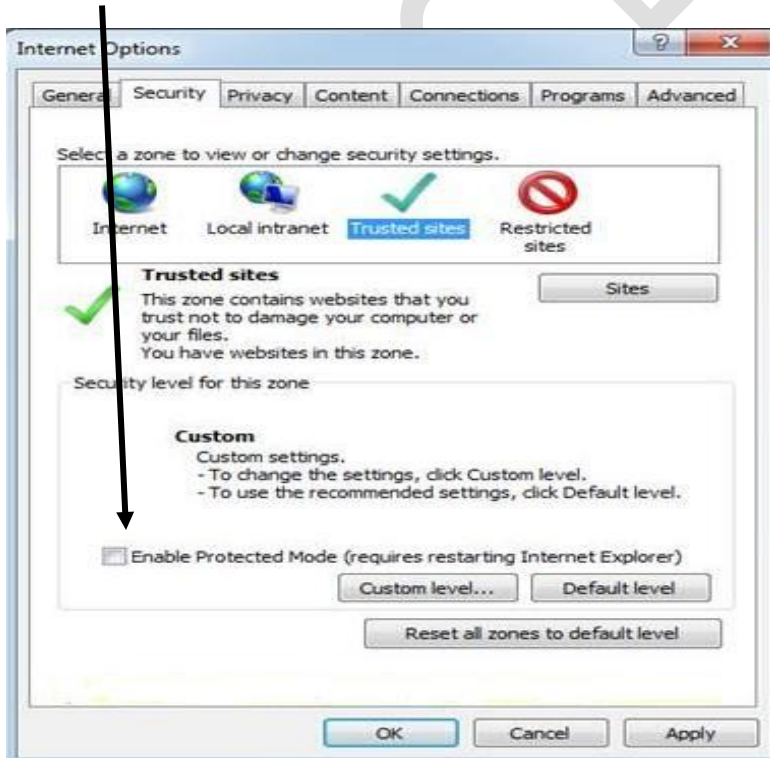 Internet Options
?
X
General Security Privacy Content Connections Programs Advanced
Select a zone to view or change security settings.
Internet Local intranet Trusted sites Restricted
sites
Trusted sites
Sites
This zone contains websites that you
trust not to damage your computer or
your files.
You have websites in this zone.
Security level for this zone
Custom
Custom settings.
- To change the settings, click Custom level.
- To use the recommended settings, click Default level.
Enable Protected Mode (requires restarting Internet Explorer)
Custom level... Default level
Reset all zones to default level
OK Cancel Apply